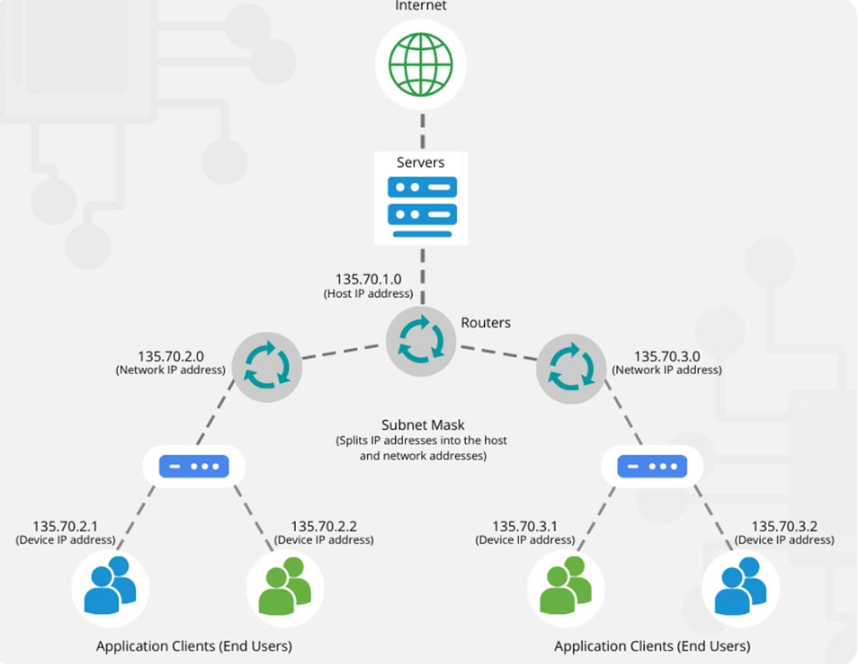 Internet
Servers
135.70.1.0
(Host IP address)
Routers
135.70.2.0
(Network IP address)
135.70.3.0
(Network IP address)
Subnet Mask
(Splits IP addresses into the host
and network addresses)
135.70.2.1
(Device IP address)
135.70.2.2
(Device IP address)
135.70.3.1
(Device IP address)
135.70.3.2
(Device IP address)
Application Clients (End Users)
Application Clients (End Users)